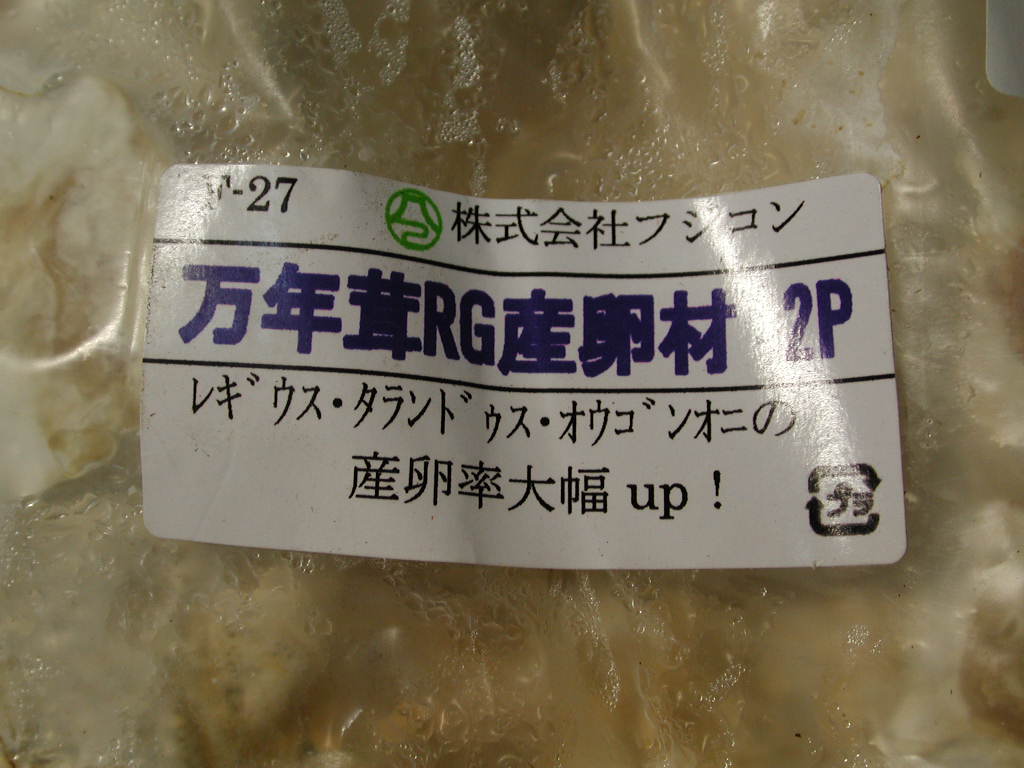 F-27
株式会社フジコン
万年茸RG産卵材 2P
レギウス・タランドゥス・オウゴンオニの
産卵率大幅 up！
プラ